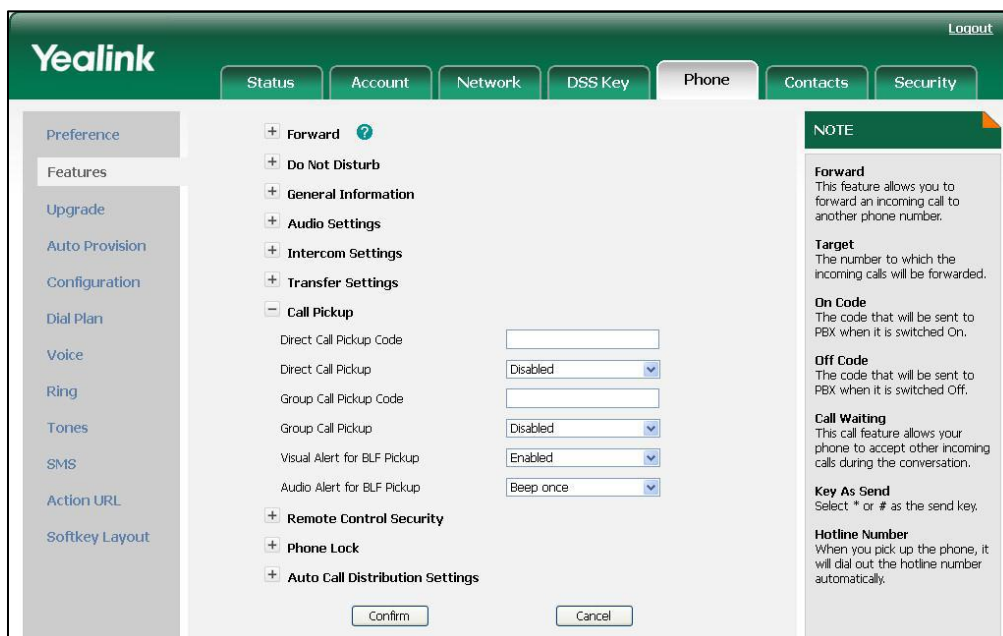 Logout
Yealink
Status
Account
Network
DSS Key
Phone
Contacts
Security
Preference
Features
Upgrade
Auto Provision
Configuration
Dial Plan
Voice
Ring
Tones
SMS
Action URL
Softkey Layout
+ Forward ?
+ Do Not Disturb
+ General Information
+ Audio Settings
+ Intercom Settings
+ Transfer Settings
− Call Pickup
Direct Call Pickup Code
Direct Call Pickup Disabled
Group Call Pickup Code
Group Call Pickup Disabled
Visual Alert for BLF Pickup Enabled
Audio Alert for BLF Pickup Beep once
+ Remote Control Security
+ Phone Lock
+ Auto Call Distribution Settings
Confirm
Cancel
NOTE
Forward
This feature allows you to
forward an incoming call to
another phone number.
Target
The number to which the
incoming calls will be forwarded.
On Code
The code that will be sent to
PBX when it is switched On.
Off Code
The code that will be sent to
PBX when it is switched Off.
Call Waiting
This call feature allows your
phone to accept other incoming
calls during the conversation.
Key As Send
Select * or # as the send key.
Hotline Number
When you pick up the phone, it
will dial out the hotline number
automatically.